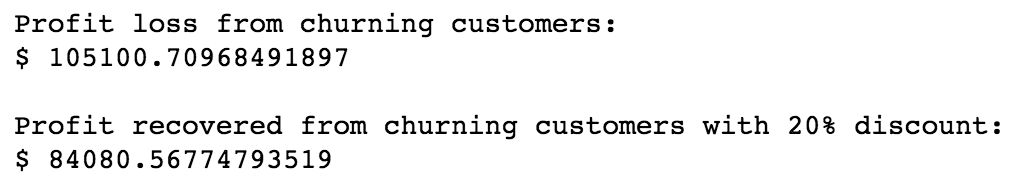 Profit loss from churning customers:
$ 105100.70968491897
Profit recovered from churning customers with 20% discount:
$ 84080.56774793519